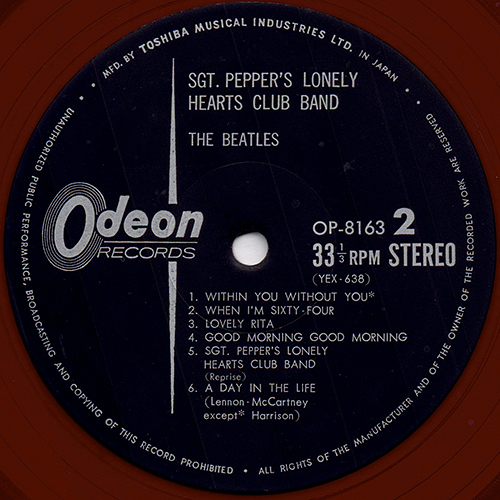 • MFD. BY TOSHIBA MUSICAL INDUSTRIES LTD. IN JAPAN •
UNAUTHORIZED PUBLIC PERFORMANCE, BROADCASTING AND COPYING OF THIS RECORD PROHIBITED • ALL RIGHTS OF THE MANUFACTURER AND OF THE OWNER OF THE RECORDED WORK ARE RESERVED
SGT. PEPPER'S LONELY
HEARTS CLUB BAND
THE BEATLES
Odeon
RECORDS
OP-8163 2
33 1/3 RPM STEREO
(YEX-638)
1. WITHIN YOU WITHOUT YOU*
2. WHEN I'M SIXTY-FOUR
3. LOVELY RITA
4. GOOD MORNING GOOD MORNING
5. SGT. PEPPER'S LONELY
HEARTS CLUB BAND
(Reprise)
6. A DAY IN THE LIFE
(Lennon-McCartney
except* Harrison)